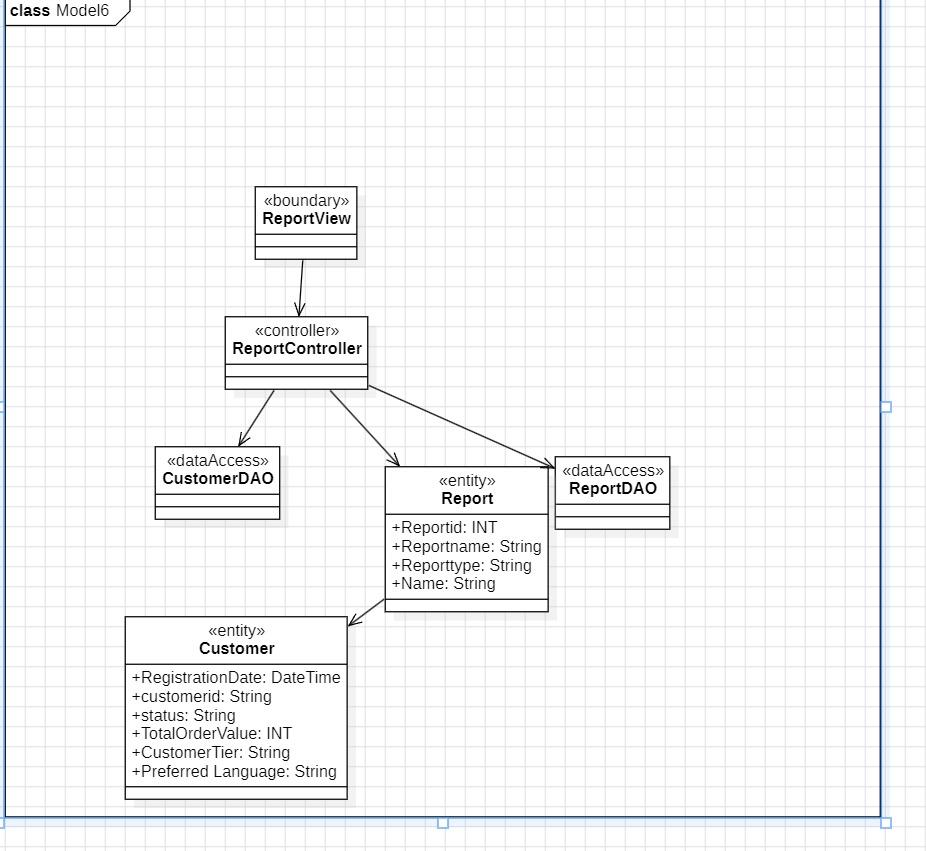 class Model6
«boundary»
ReportView
«controller»
ReportController
«dataAccess»
CustomerDAO
«entity»
Report
+Reportid: INT
+Reportname: String
+Reporttype: String
+Name: String
«dataAccess»
ReportDAO
«entity»
Customer
+RegistrationDate: DateTime
+customerid: String
+status: String
+TotalOrderValue: INT
+CustomerTier: String
+Preferred Language: String